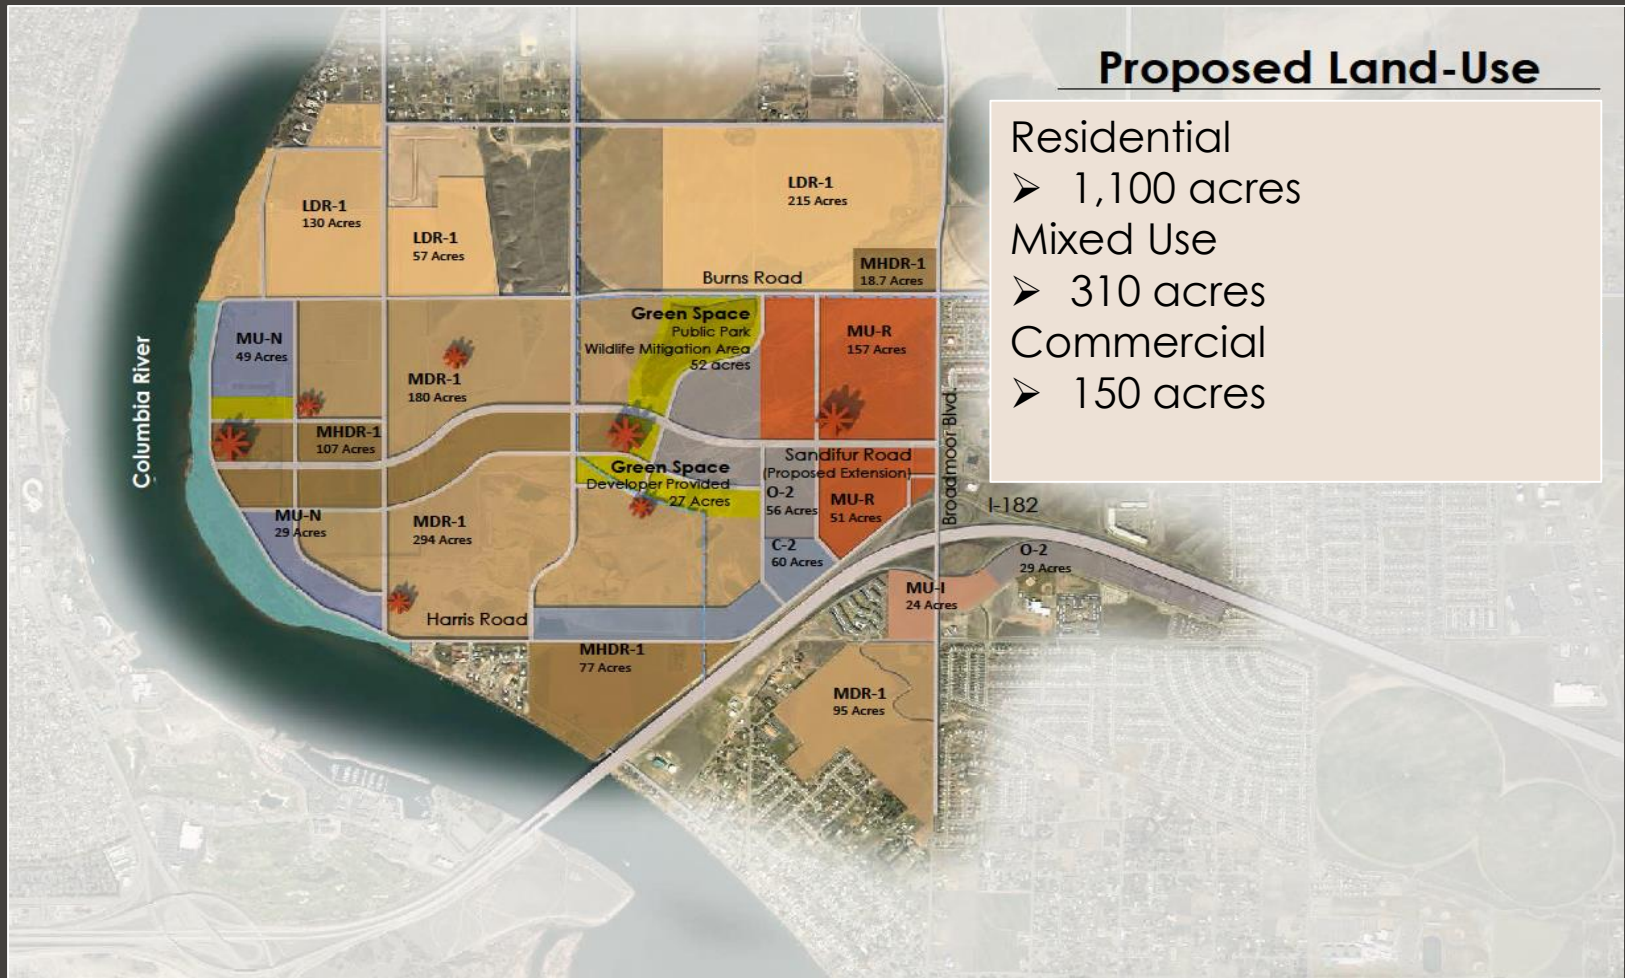 Proposed Land-Use
Residential
➢ 1,100 acres
Mixed Use
➢ 310 acres
Commercial
➢ 150 acres
LDR-1
130 Acres
LDR-1
57 Acres
LDR-1
215 Acres
MHDR-1
18.7 Acres
Burns Road
Columbia River
MU-N
49 Acres
MDR-1
180 Acres
Green Space
Public Park
Wildlife Mitigation Area
52 acres
MU-R
157 Acres
Broadmoor Blvd.
MHDR-1
107 Acres
Green Space
Developer Provided
27 Acres
Sandifur Road
(Proposed Extension)
O-2
56 Acres
MU-R
51 Acres
I-182
MU-N
29 Acres
MDR-1
294 Acres
C-2
60 Acres
O-2
29 Acres
MU-I
24 Acres
Harris Road
MHDR-1
77 Acres
MDR-1
95 Acres